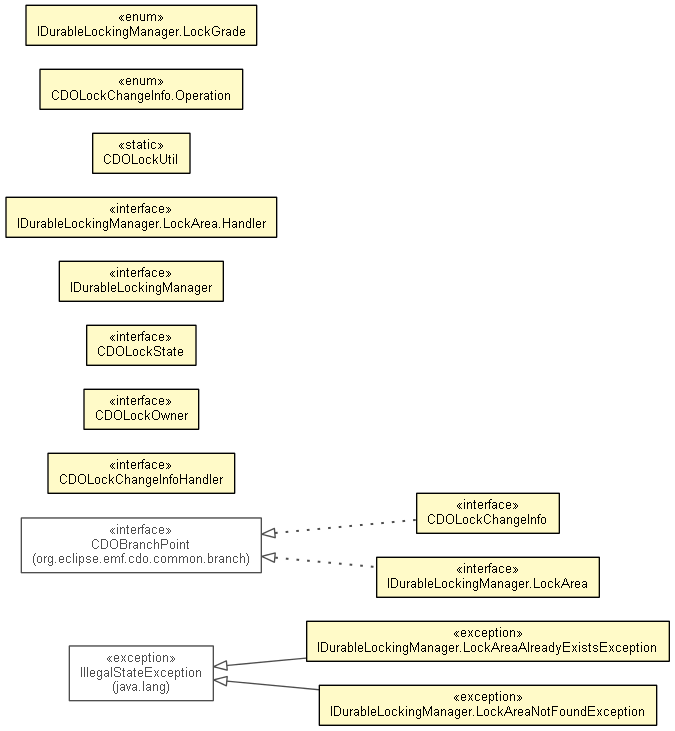 «enum»
IDurableLockingManager.LockGrade
«enum»
CDOLockChangeInfo.Operation
«static»
CDOLockUtil
«interface»
IDurableLockingManager.LockArea.Handler
«interface»
IDurableLockingManager
«interface»
CDOLockState
«interface»
CDOLockOwner
«interface»
CDOLockChangeInfoHandler
«interface»
CDOBranchPoint
(org.eclipse.emf.cdo.common.branch)
«interface»
CDOLockChangeInfo
«interface»
IDurableLockingManager.LockArea
«exception»
IllegalStateException
(java.lang)
«exception»
IDurableLockingManager.LockAreaAlreadyExistsException
«exception»
IDurableLockingManager.LockAreaNotFoundException